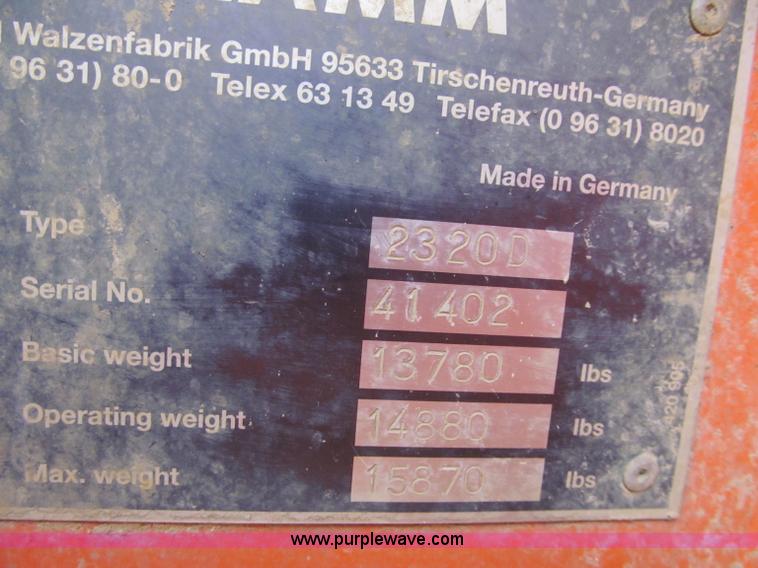 AMM
Walzenfabrik GmbH 95633 Tirschenreuth-Germany
96 31) 80-0 Telex 63 13 49 Telefax (0 96 31) 8020
Made in Germany
Type 2320D
Serial No. 41402
Basic weight 13780 lbs
Operating weight 14880 lbs
Max. weight 15870 lbs
www.purplewave.com